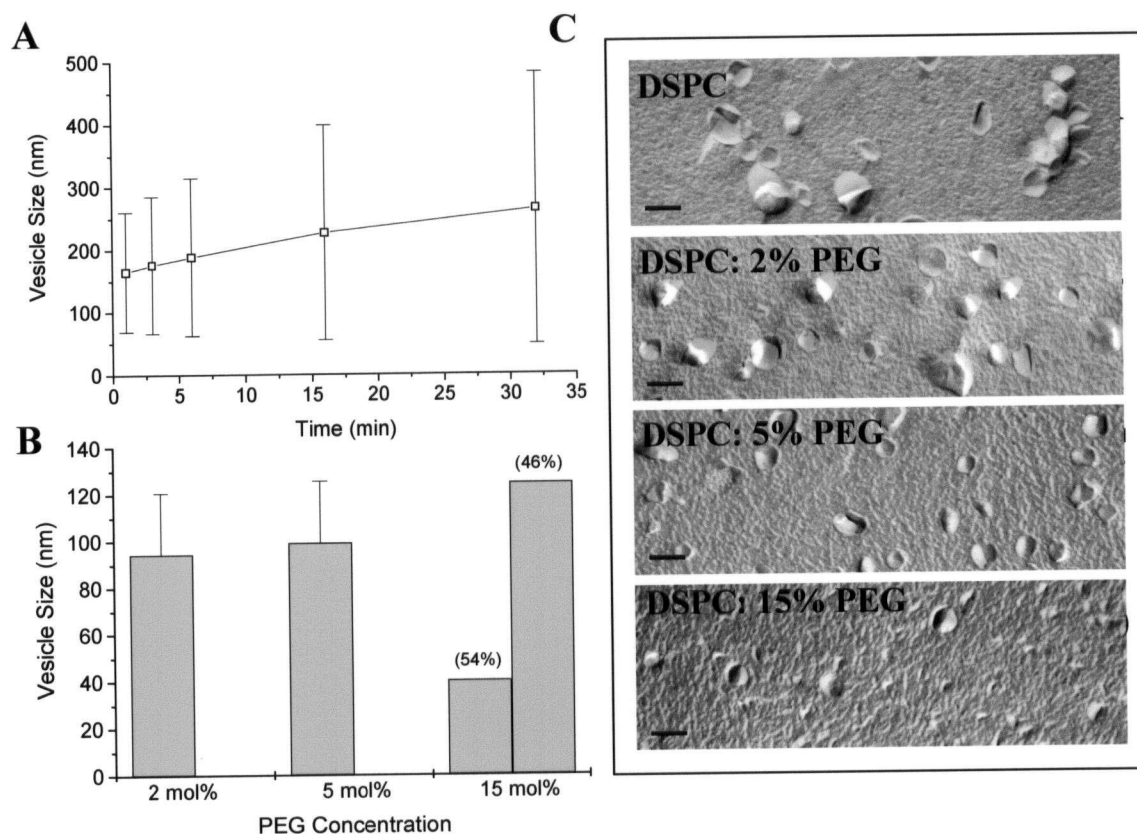 A
500
400
300
200
100
0
Vesicle Size (nm)
0 5 10 15 20 25 30 35
Time (min)
B
140
120
100
80
60
40
20
0
Vesicle Size (nm)
(54%)
(46%)
2 mol% 5 mol% 15 mol%
PEG Concentration
C
DSPC
DSPC: 2% PEG
DSPC: 5% PEG
DSPC: 15% PEG